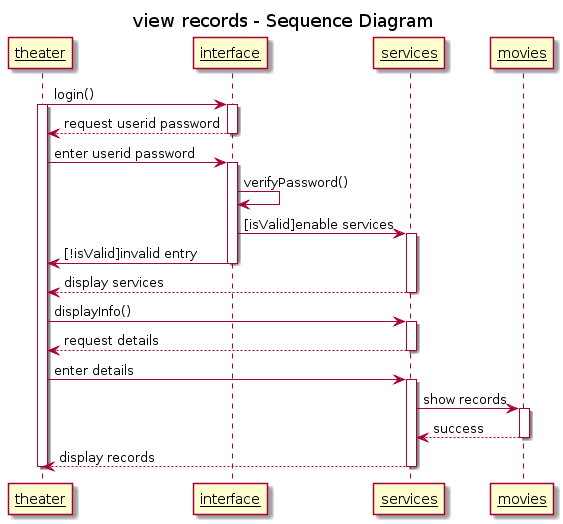 view records - Sequence Diagram
theater interface services movies
login()
request userid password
enter userid password
verifyPassword()
[isValid]enable services
[!isValid]invalid entry
display services
displayInfo()
request details
enter details
show records
success
display records
theater interface services movies